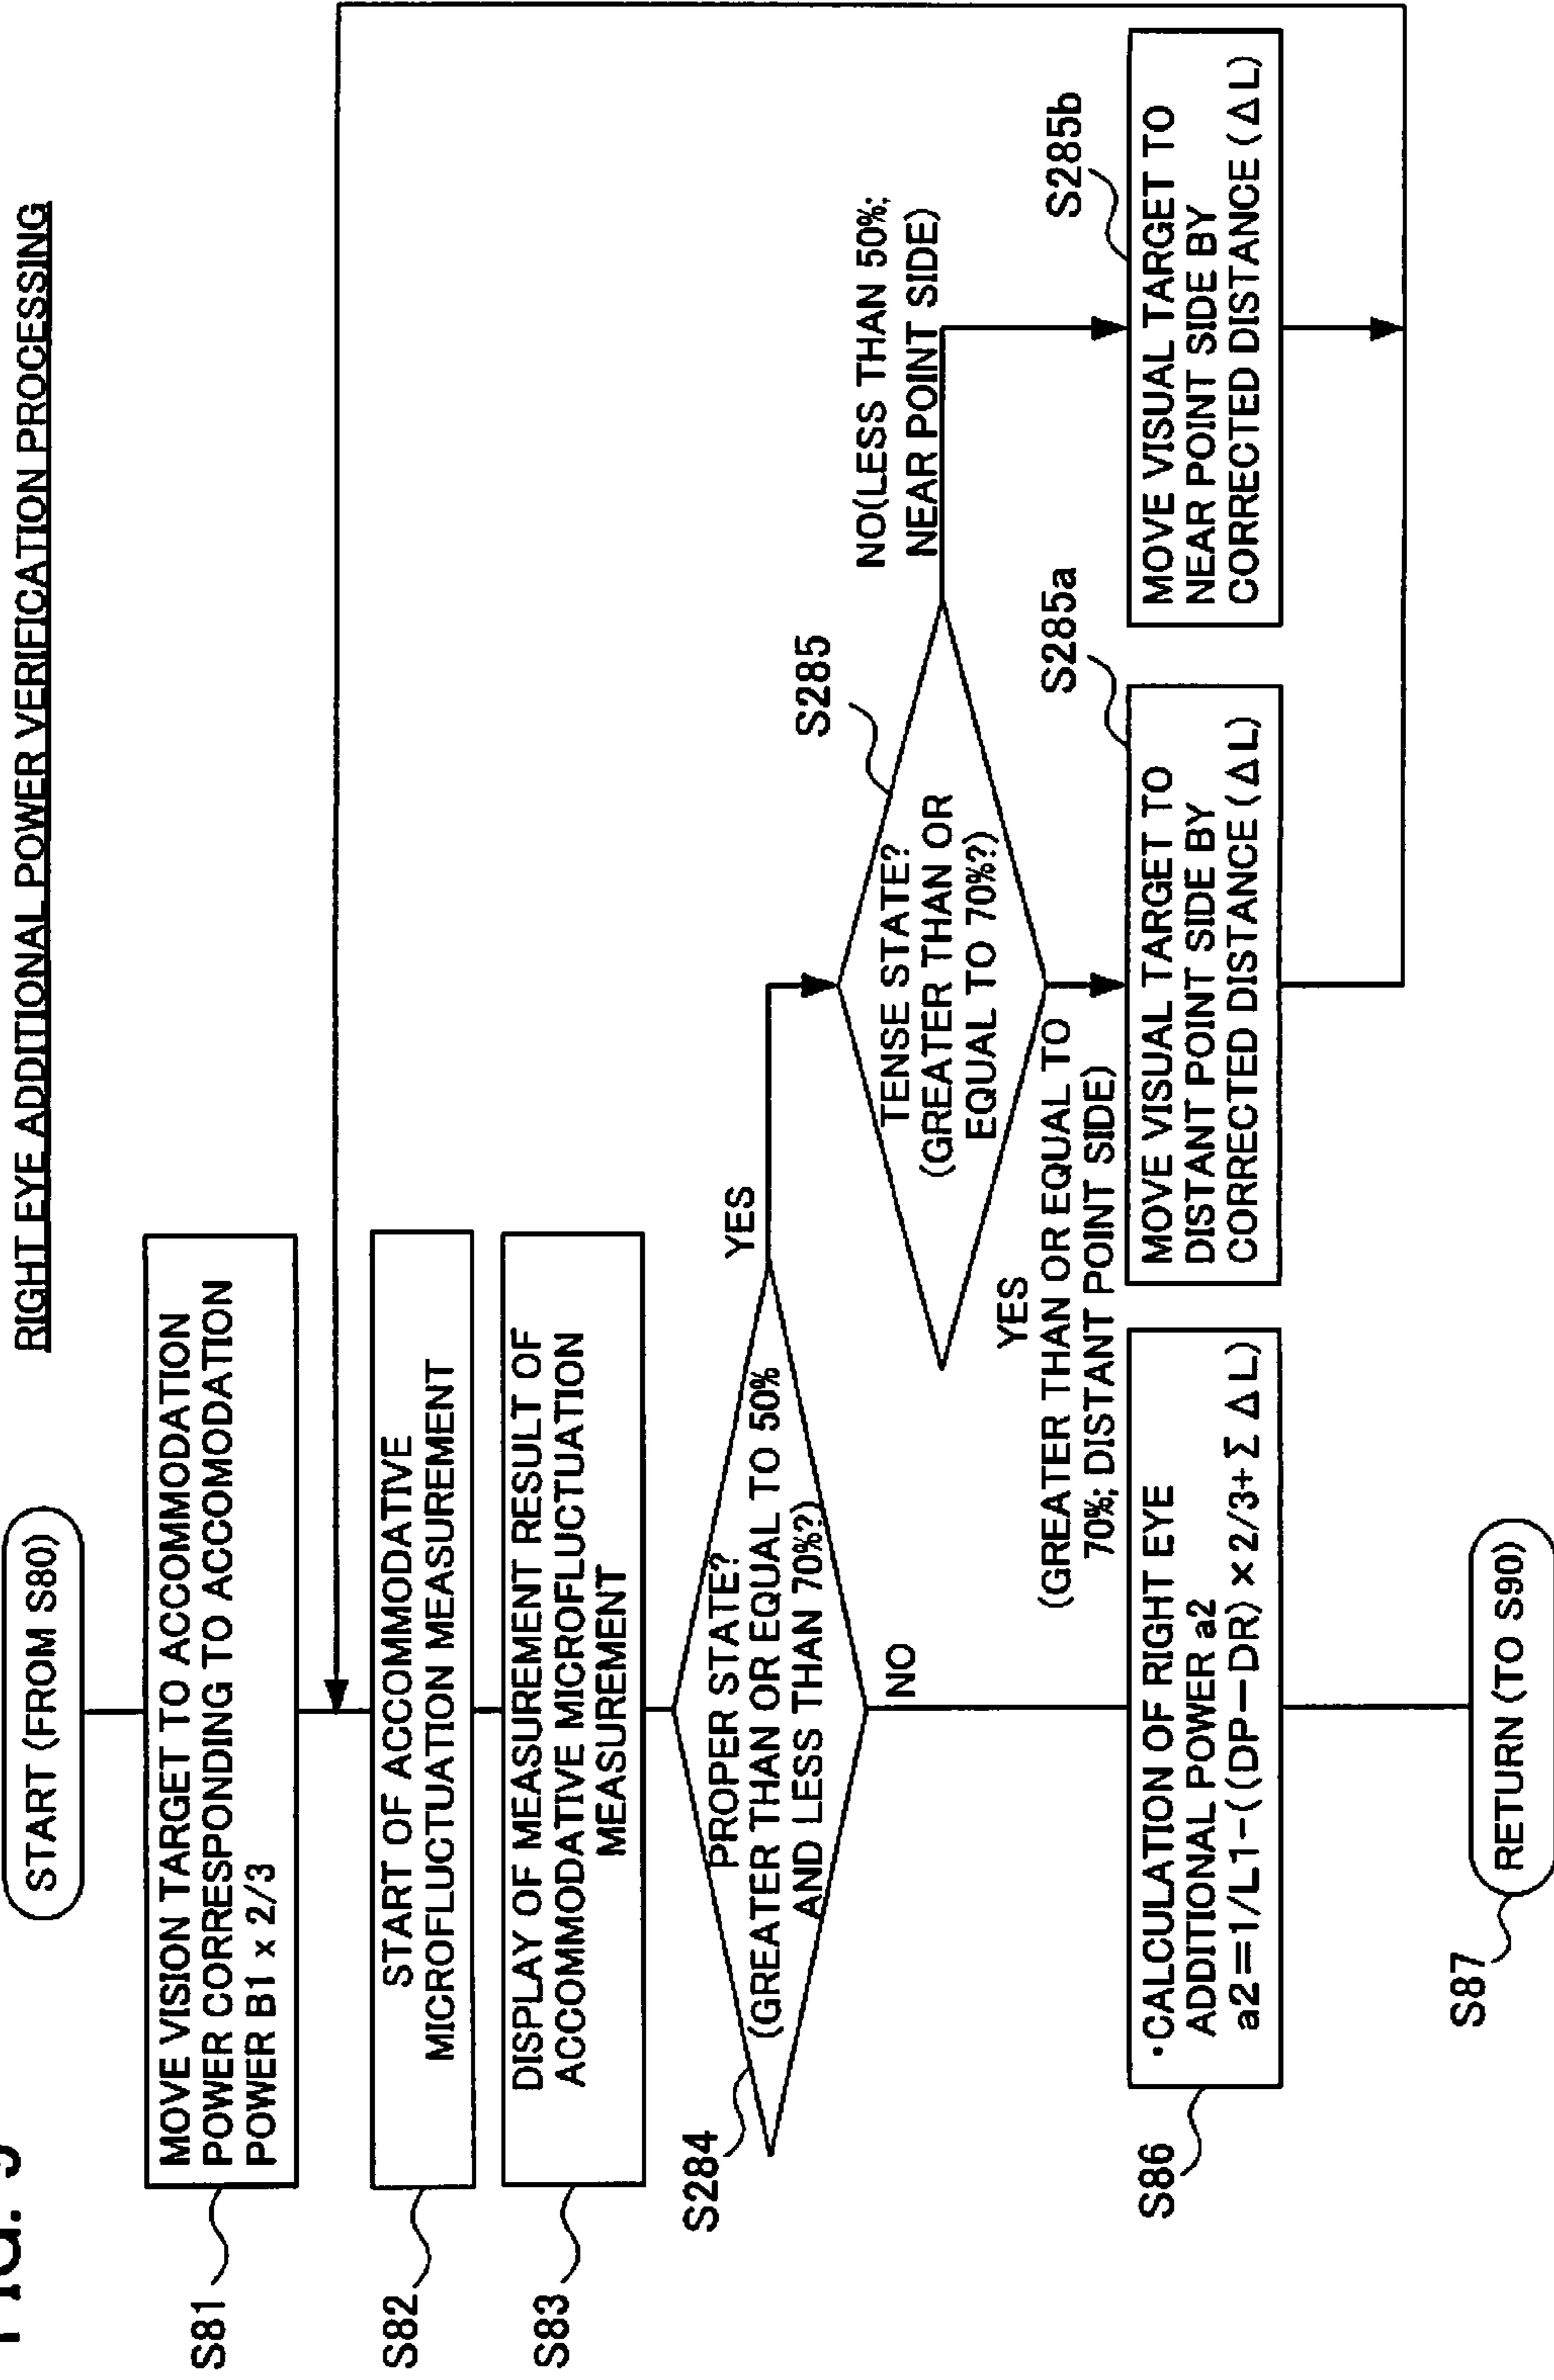 RIGHT EYE ADDITIONAL POWER VERIFICATION PROCESSING
START (FROM S80)
S81
MOVE VISION TARGET TO ACCOMMODATION
POWER CORRESPONDING TO ACCOMODATION
POWER B1 x 2/3
S82
START OF ACCOMMODATIVE
MICROFLUCTUATION MEASUREMENT
S83
DISPLAY OF MEASUREMENT RESULT OF
ACCOMMODATIVE MICROFLUCTUATION
MEASUREMENT
S284
PROPER STATE?
(GREATER THAN OR EQUAL TO 50%
AND LESS THAN 70%?)
YES
NO
S285
TENSE STATE?
(GREATER THAN OR
EQUAL TO 70%?)
NO(LESS THAN 50%;
NEAR POINT SIDE)
YES
(GREATER THAN OR EQUAL TO
70%; DISTANT POINT SIDE)
S285a
MOVE VISUAL TARGET TO
DISTANT POINT SIDE BY
CORRECTED DISTANCE (Δ L)
S285b
MOVE VISUAL TARGET TO
NEAR POINT SIDE BY
CORRECTED DISTANCE (Δ L)
S86
•CALCULATION OF RIGHT EYE
ADDITIONAL POWER a2
a2=1/L1-((DP-DR)×2/3+Σ Δ L)
S87
RETURN (TO S90)